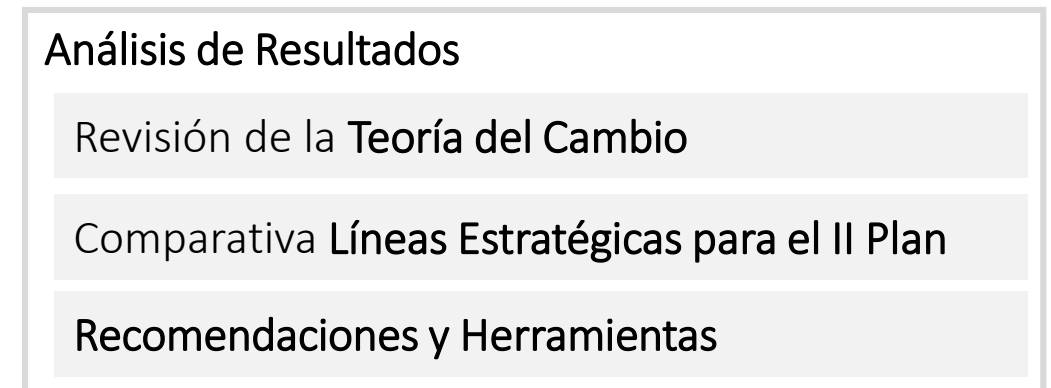 Análisis de Resultados
Revisión de la Teoría del Cambio
Comparativa Líneas Estratégicas para el II Plan
Recomendaciones y Herramientas